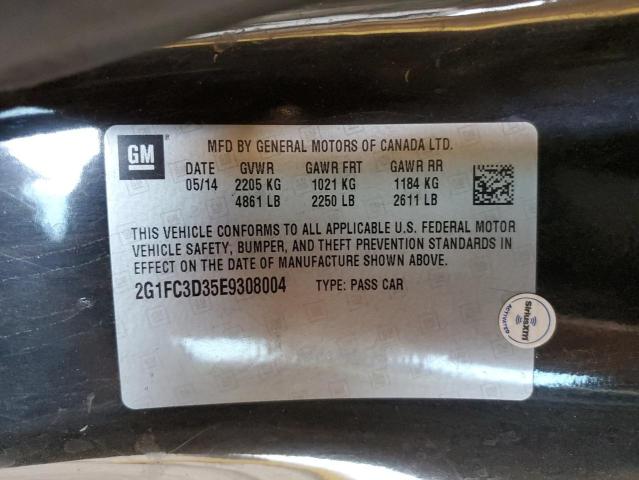 GM
MFD BY GENERAL MOTORS OF CANADA LTD.
DATE GVWR GAWR FRT GAWR RR
05/14 2205 KG 1021 KG 1184 KG
4861 LB 2250 LB 2611 LB
THIS VEHICLE CONFORMS TO ALL APPLICABLE U.S. FEDERAL MOTOR
VEHICLE SAFETY, BUMPER, AND THEFT PREVENTION STANDARDS IN
EFFECT ON THE DATE OF MANUFACTURE SHOWN ABOVE.
2G1FC3D35E9308004 TYPE: PASS CAR
siriusxm